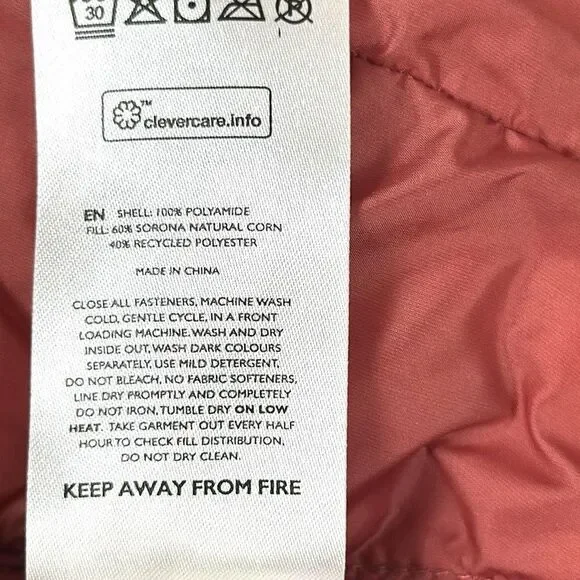 30
™
clevercare.info
EN SHELL: 100% POLYAMIDE
FILL: 60% SORONA NATURAL CORN
40% RECYCLED POLYESTER
MADE IN CHINA
CLOSE ALL FASTENERS, MACHINE WASH
COLD, GENTLE CYCLE, IN A FRONT
LOADING MACHINE. WASH AND DRY
INSIDE OUT, WASH DARK COLOURS
SEPARATELY, USE MILD DETERGENT,
DO NOT BLEACH, NO FABRIC SOFTENERS,
LINE DRY PROMPTLY AND COMPLETELY
DO NOT IRON, TUMBLE DRY ON LOW
HEAT. TAKE GARMENT OUT EVERY HALF
HOUR TO CHECK FILL DISTRIBUTION,
DO NOT DRY CLEAN.
KEEP AWAY FROM FIRE